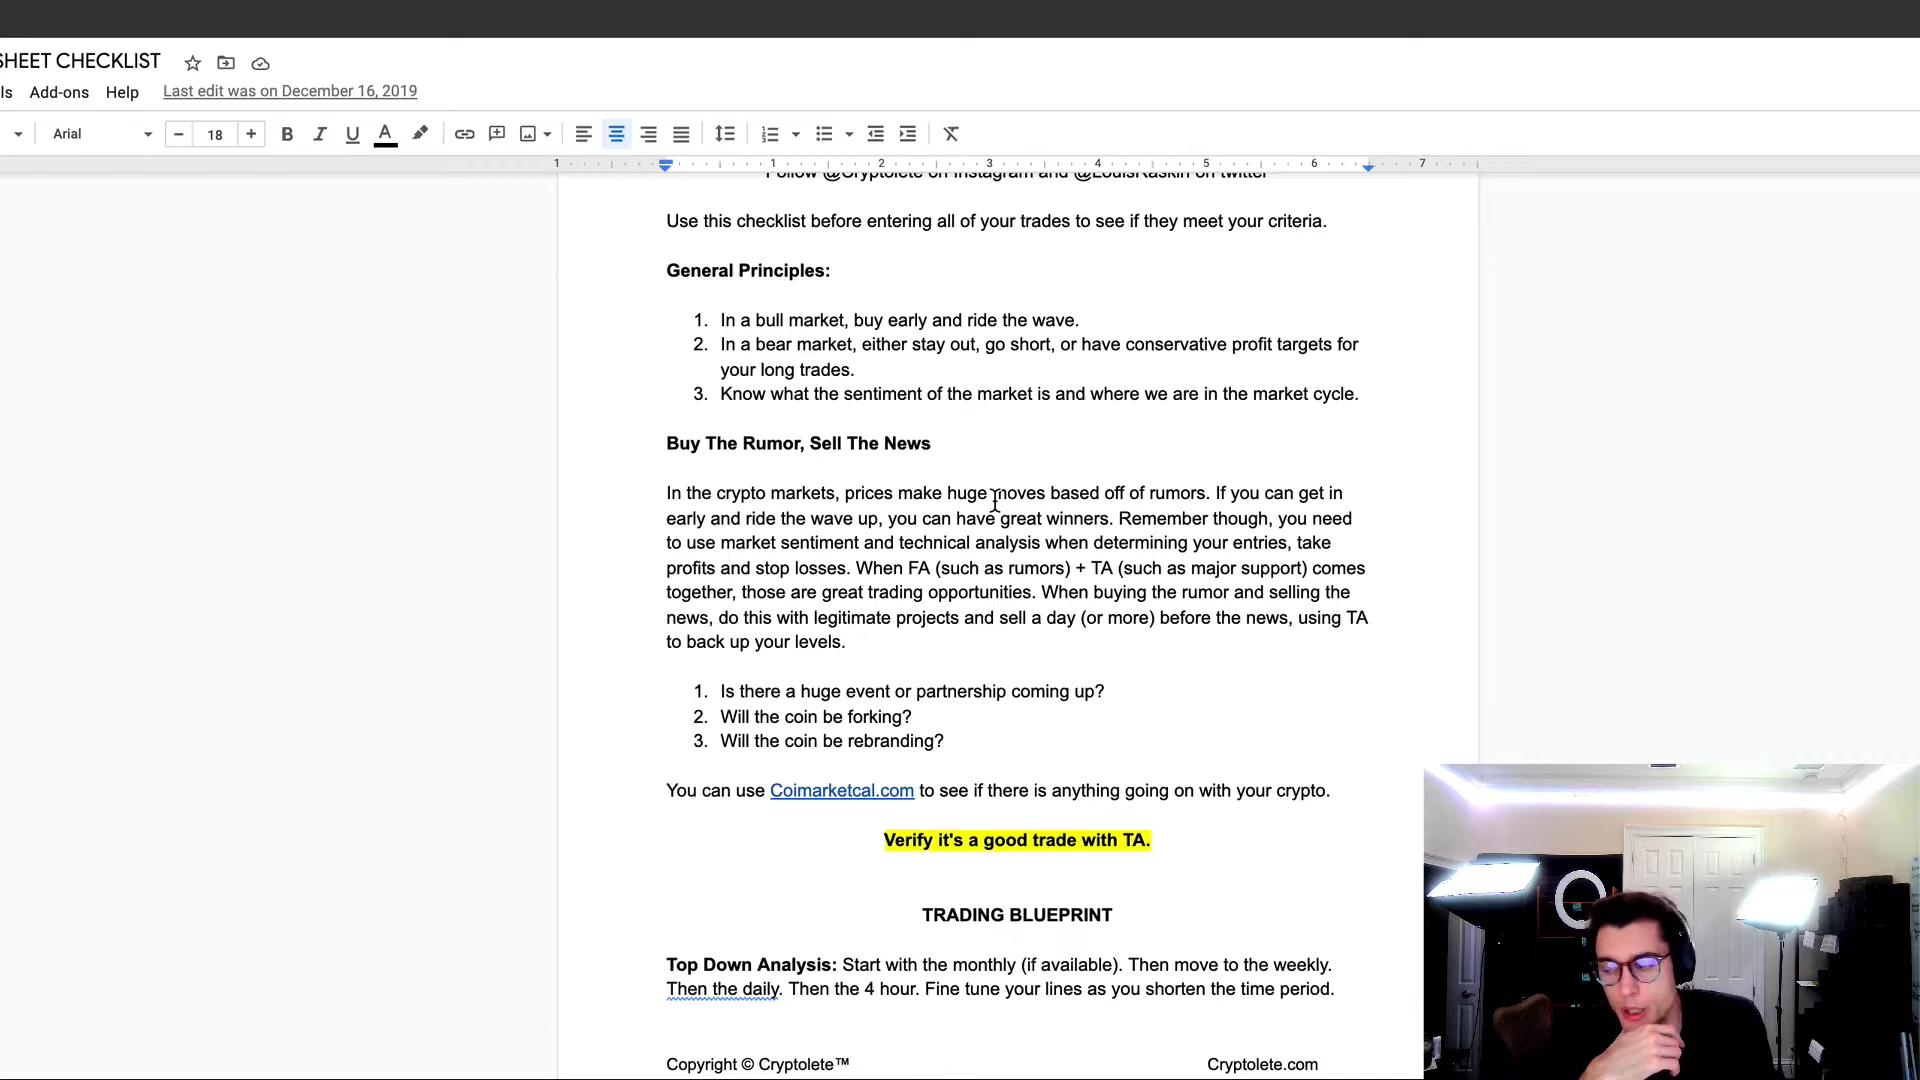 SHEET CHECKLIST
ls Add-ons Help Last edit was on December 16, 2019
Arial 18
1 1 2 3 4 5 6 7
Follow @Cryptolete on Instagram and @LouisRaskin on twitter
Use this checklist before entering all of your trades to see if they meet your criteria.
General Principles:
1. In a bull market, buy early and ride the wave.
2. In a bear market, either stay out, go short, or have conservative profit targets for
your long trades.
3. Know what the sentiment of the market is and where we are in the market cycle.
Buy The Rumor, Sell The News
In the crypto markets, prices make huge moves based off of rumors. If you can get in
early and ride the wave up, you can have great winners. Remember though, you need
to use market sentiment and technical analysis when determining your entries, take
profits and stop losses. When FA (such as rumors) + TA (such as major support) comes
together, those are great trading opportunities. When buying the rumor and selling the
news, do this with legitimate projects and sell a day (or more) before the news, using TA
to back up your levels.
1. Is there a huge event or partnership coming up?
2. Will the coin be forking?
3. Will the coin be rebranding?
You can use Coimarketcal.com to see if there is anything going on with your crypto.
Verify it's a good trade with TA.
TRADING BLUEPRINT
Top Down Analysis: Start with the monthly (if available). Then move to the weekly.
Then the daily. Then the 4 hour. Fine tune your lines as you shorten the time period.
Copyright © Cryptolete™ Cryptolete.com